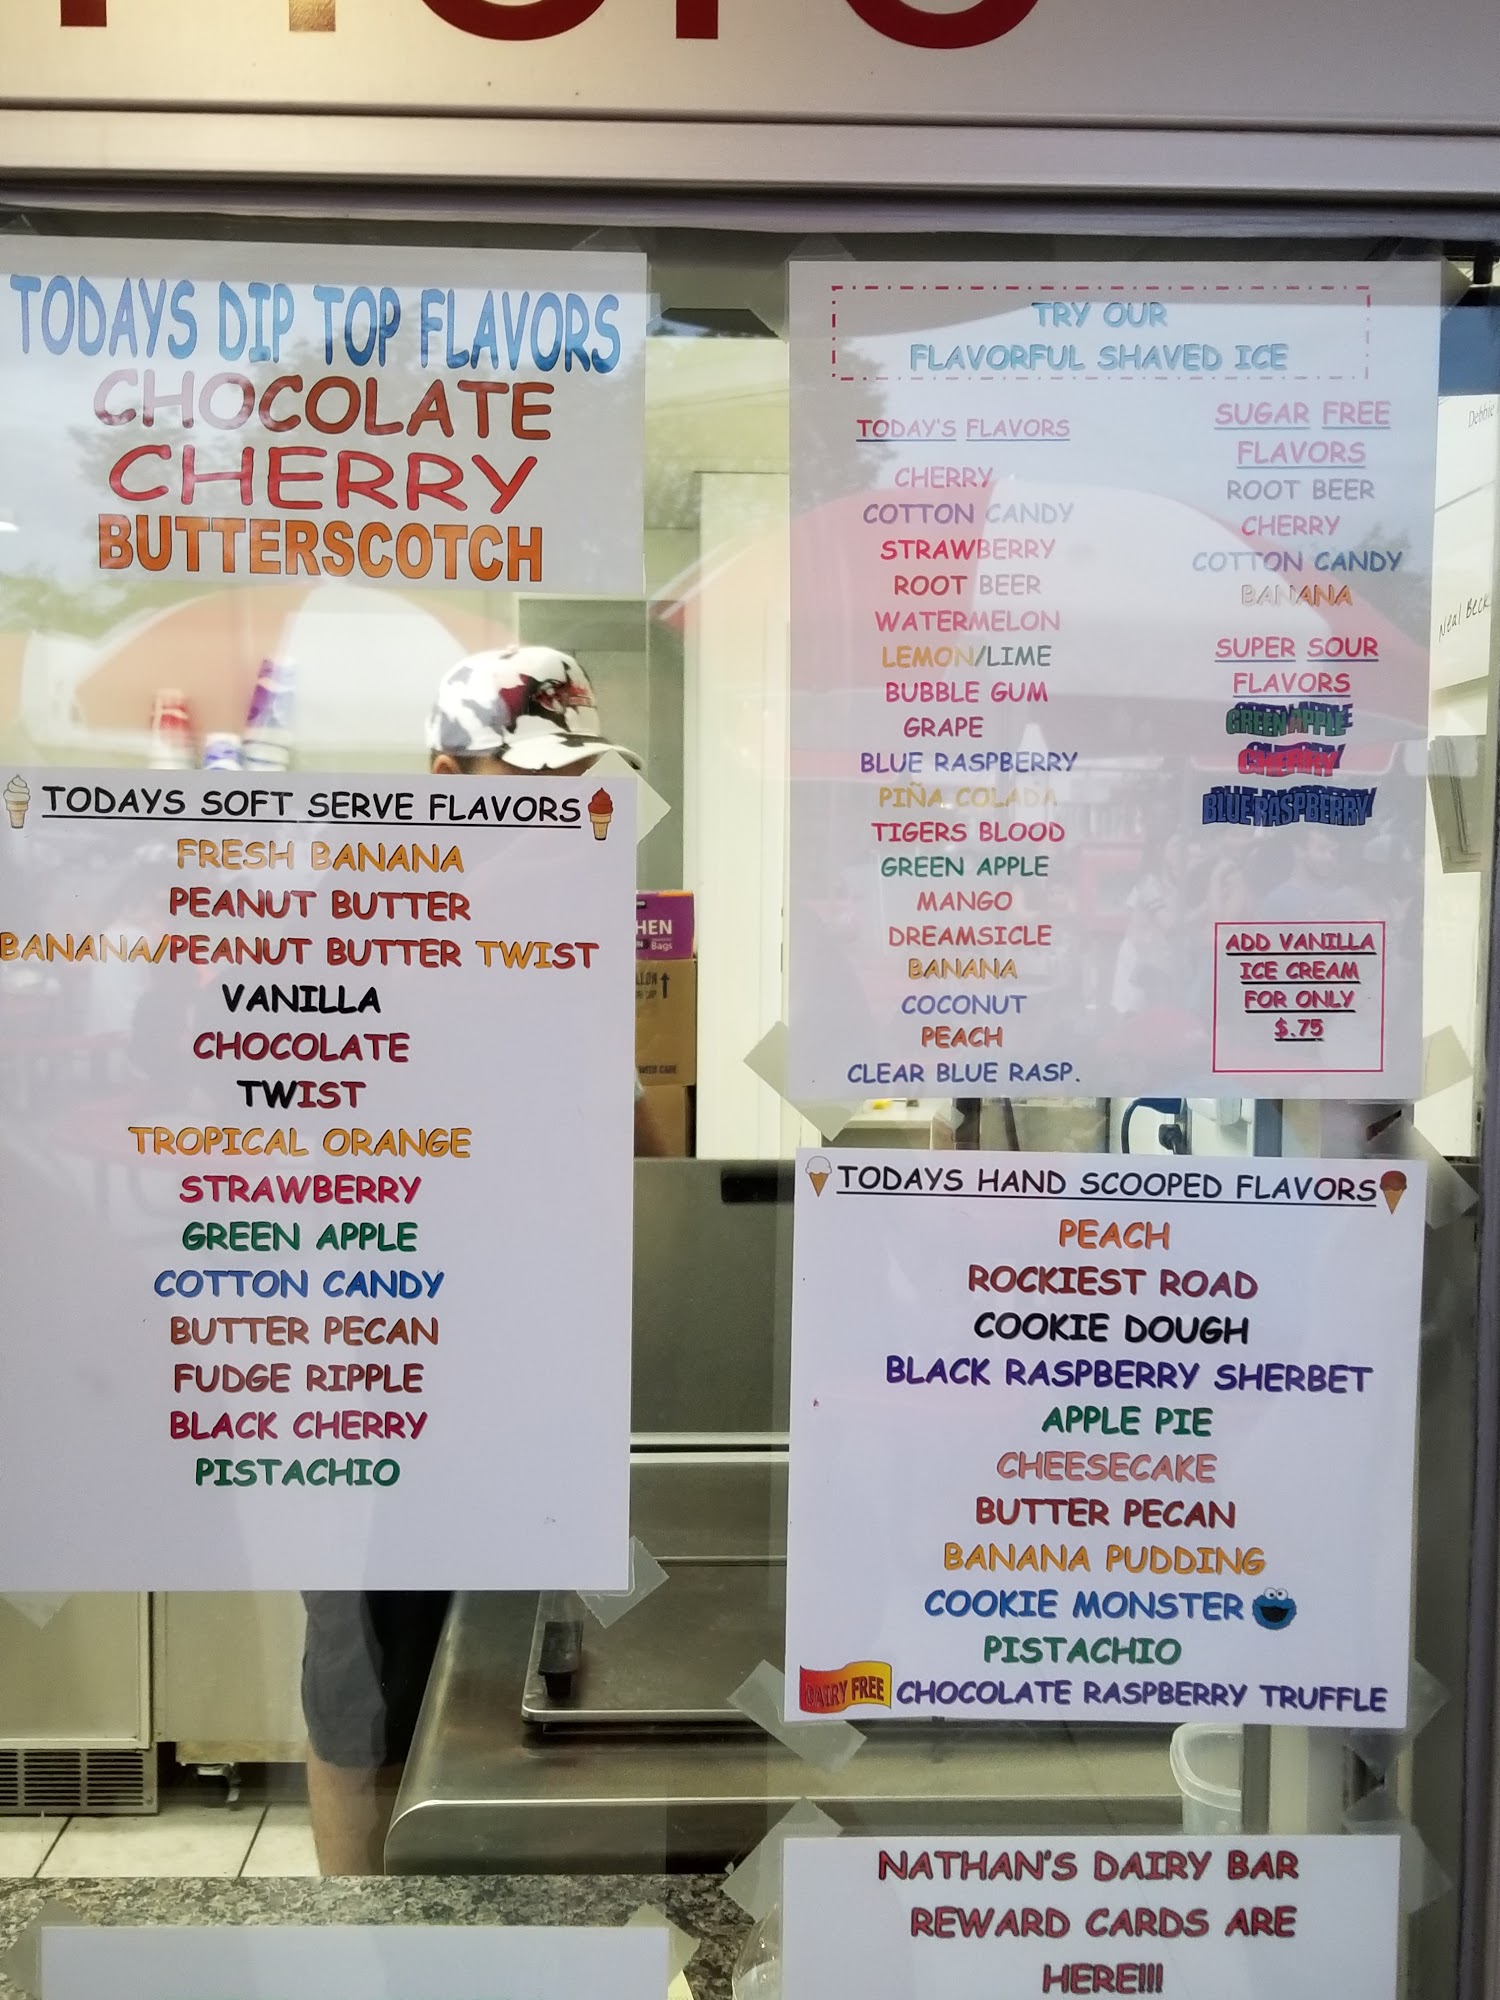 TODAYS DIP TOP FLAVORS
CHOCOLATE
CHERRY
BUTTERSCOTCH
TODAYS SOFT SERVE FLAVORS
FRESH BANANA
PEANUT BUTTER
BANANA/PEANUT BUTTER TWIST
VANILLA
CHOCOLATE
TWIST
TROPICAL ORANGE
STRAWBERRY
GREEN APPLE
COTTON CANDY
BUTTER PECAN
FUDGE RIPPLE
BLACK CHERRY
PISTACHIO
TRY OUR
FLAVORFUL SHAVED ICE
TODAY'S FLAVORS
CHERRY
COTTON CANDY
STRAWBERRY
ROOT BEER
WATERMELON
LEMON/LIME
BUBBLE GUM
GRAPE
BLUE RASPBERRY
PIÑA COLADA
TIGERS BLOOD
GREEN APPLE
MANGO
DREAMSICLE
BANANA
COCONUT
PEACH
CLEAR BLUE RASP.
SUGAR FREE
FLAVORS
ROOT BEER
CHERRY
COTTON CANDY
BANANA
SUPER SOUR
FLAVORS
GREEN APPLE
CHERRY
BLUE RASPBERRY
ADD VANILLA
ICE CREAM
FOR ONLY
$.75
Debbie
Neal Beck
HEN
Bags
TODAYS HAND SCOOPED FLAVORS
PEACH
ROCKIEST ROAD
COOKIE DOUGH
BLACK RASPBERRY SHERBET
APPLE PIE
CHEESECAKE
BUTTER PECAN
BANANA PUDDING
COOKIE MONSTER
PISTACHIO
DAIRY FREE CHOCOLATE RASPBERRY TRUFFLE
NATHAN'S DAIRY BAR
REWARD CARDS ARE
HERE!!!